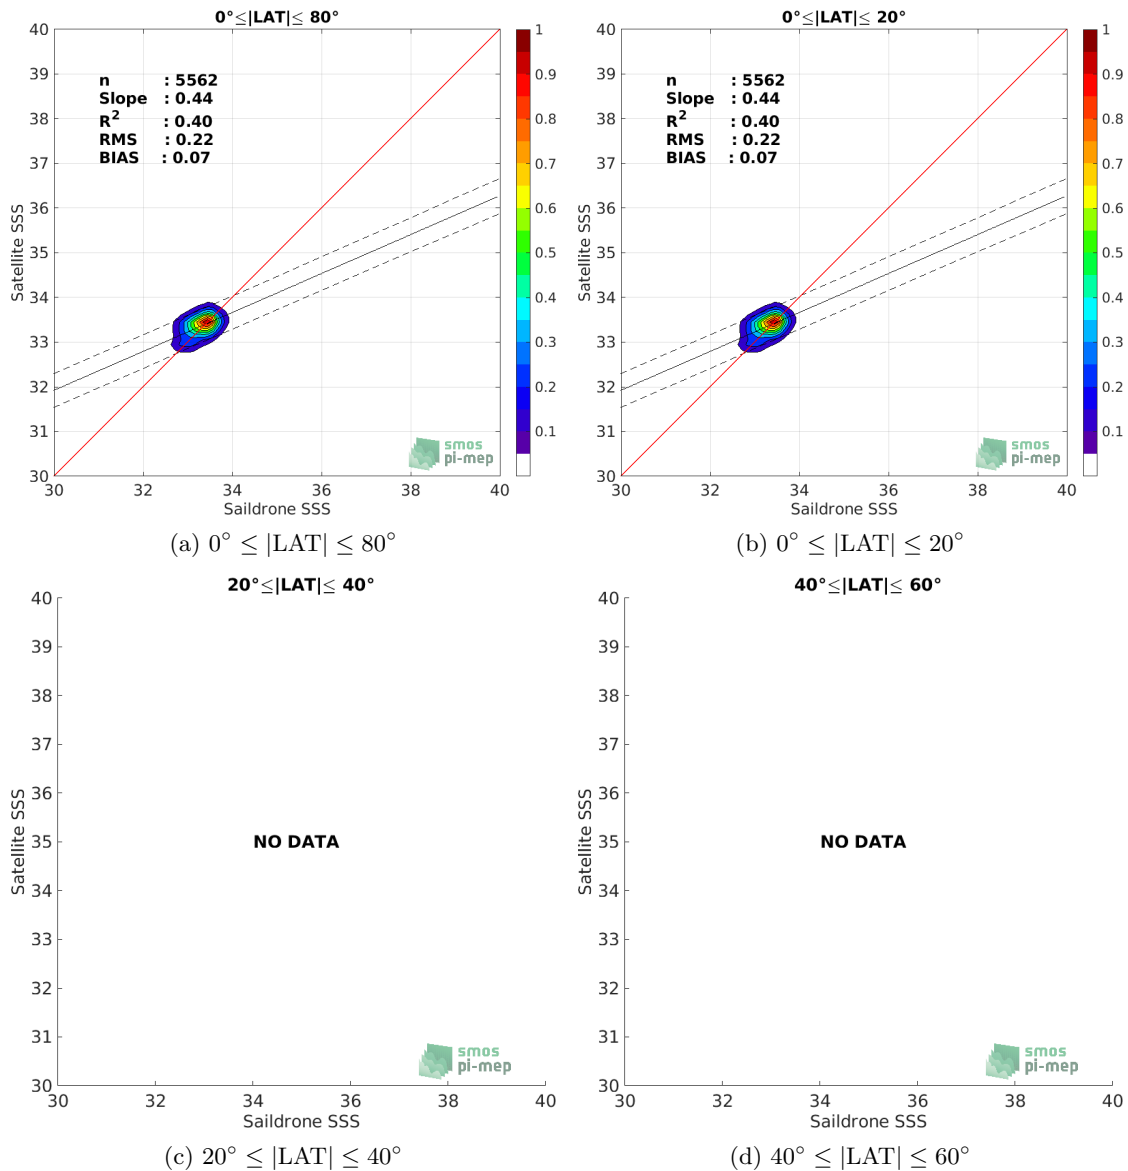 0°≤|LAT|≤ 80°
40
39
38
37
36
35
34
33
32
31
30
Satellite SSS
n : 5562
Slope : 0.44
R² : 0.40
RMS : 0.22
BIAS : 0.07
smos
pi-mep
30 32 34 36 38 40
Saildrone SSS
1
0.9
0.8
0.7
0.6
0.5
0.4
0.3
0.2
0.1
(a) 0° ≤ |LAT| ≤ 80°
0°≤|LAT|≤ 20°
40
39
38
37
36
35
34
33
32
31
30
Satellite SSS
n : 5562
Slope : 0.44
R² : 0.40
RMS : 0.22
BIAS : 0.07
smos
pi-mep
30 32 34 36 38 40
Saildrone SSS
1
0.9
0.8
0.7
0.6
0.5
0.4
0.3
0.2
0.1
(b) 0° ≤ |LAT| ≤ 20°
20°≤|LAT|≤ 40°
40
39
38
37
36
35
34
33
32
31
30
Satellite SSS
NO DATA
smos
pi-mep
30 32 34 36 38 40
Saildrone SSS
(c) 20° ≤ |LAT| ≤ 40°
40°≤|LAT|≤ 60°
40
39
38
37
36
35
34
33
32
31
30
Satellite SSS
NO DATA
smos
pi-mep
30 32 34 36 38 40
Saildrone SSS
(d) 40° ≤ |LAT| ≤ 60°